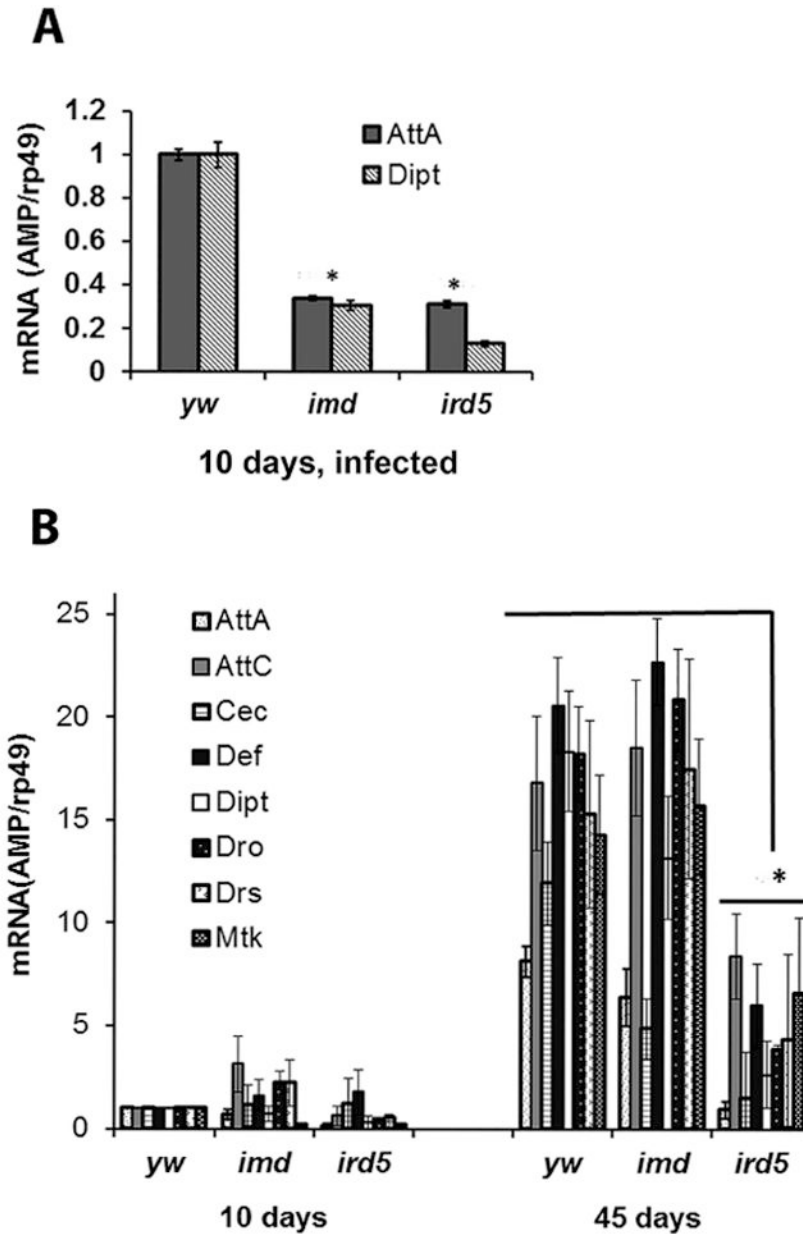 A
mRNA (AMP/rp49)
1.2
1
0.8
0.6
0.4
0.2
0
AttA
Dipt
*
*
yw imd ird5
10 days, infected
B
mRNA(AMP/rp49)
25
20
15
10
5
0
AttA
AttC
Cec
Def
Dipt
Dro
Drs
Mtk
*
yw imd ird5 yw imd ird5
10 days 45 days